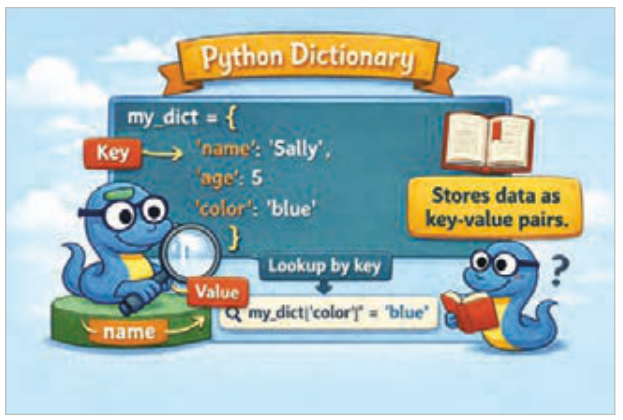 Python Dictionary
my_dict = {
Key
'name': 'Sally',
'age': 5
'color': 'blue'
}
Stores data as
key-value pairs.
Lookup by key
Value
my_dict['color']" = 'blue'
name
?